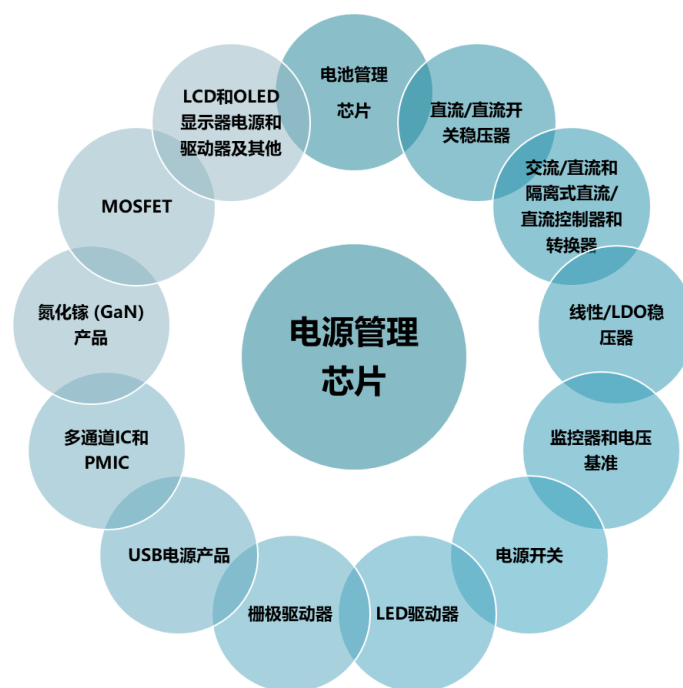 电池管理
芯片
直流/直流开
关稳压器
交流/直流和
隔离式直流/
直流控制器和
转换器
线性/LDO稳
压器
监控器和电压
基准
电源开关
LED驱动器
栅极驱动器
USB电源产品
多通道IC和
PMIC
氮化镓 (GaN)
产品
MOSFET
LCD和OLED
显示器电源和
驱动器及其他
电源管理
芯片